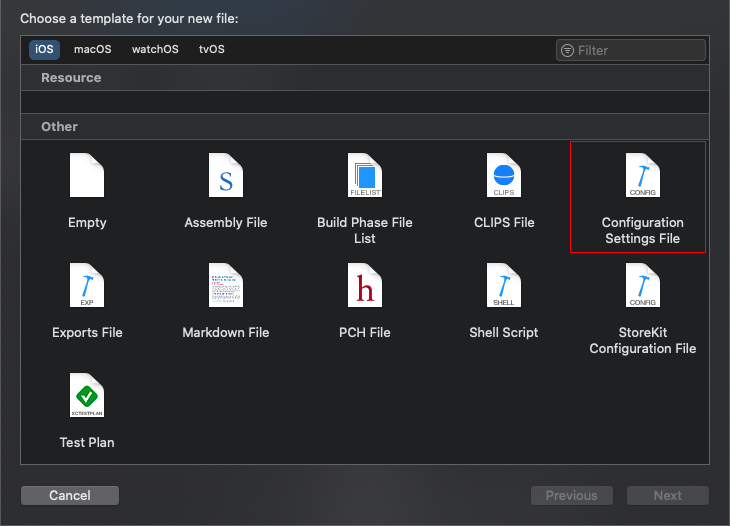 Choose a template for your new file:
iOS macOS watchOS tvOS Filter
Resource
Other
S FILELIST CLIPS CONFIG
Empty Assembly File Build Phase File List CLIPS File Configuration Settings File
EXP h SHELL CONFIG
Exports File Markdown File PCH File Shell Script StoreKit Configuration File
XCTESTPLAN
Test Plan
Cancel Previous Next